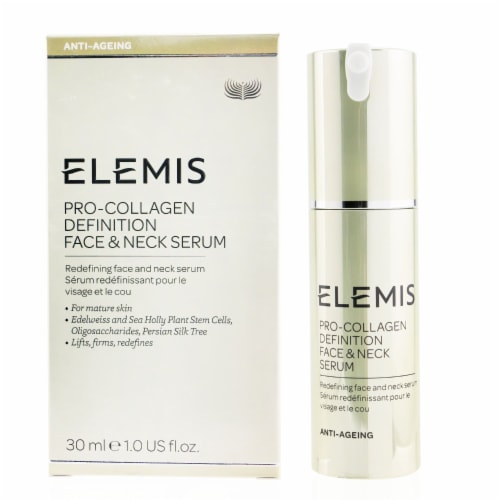 ANTI-AGEING
ELEMIS
PRO-COLLAGEN
DEFINITION
FACE & NECK SERUM
Redefining face and neck serum
Sérum redéfinissant pour le
visage et le cou
• For mature skin
• Edelweiss and Sea Holly Plant Stem Cells,
Oligosaccharides, Persian Silk Tree
• Lifts, firms, redefines
30 ml ℮ 1.0 US fl.oz.
ELEMIS
PRO-COLLAGEN
DEFINITION
FACE & NECK
SERUM
Redefining face and neck serum
Sérum redéfinissant pour le
visage et le cou
ANTI-AGEING